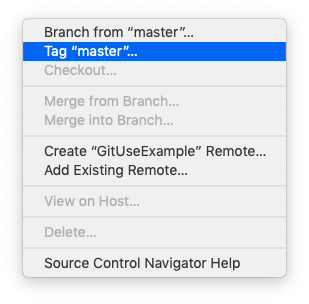 Branch from “master”...
Tag “master”...
Checkout...
Merge from Branch...
Merge into Branch...
Create “GitUseExample” Remote...
Add Existing Remote...
View on Host...
Delete...
Source Control Navigator Help